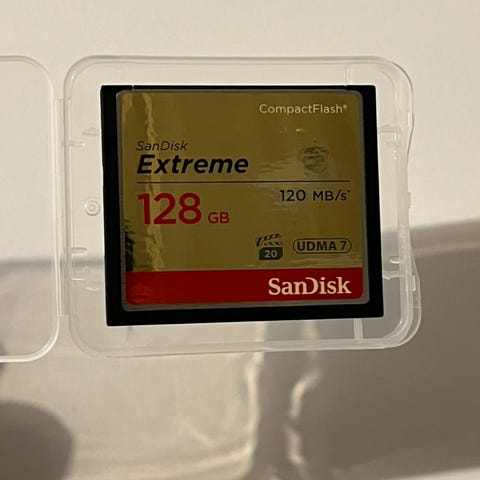 CompactFlash®
SanDisk
Extreme
128 GB
120 MB/s*
20
UDMA 7
SanDisk